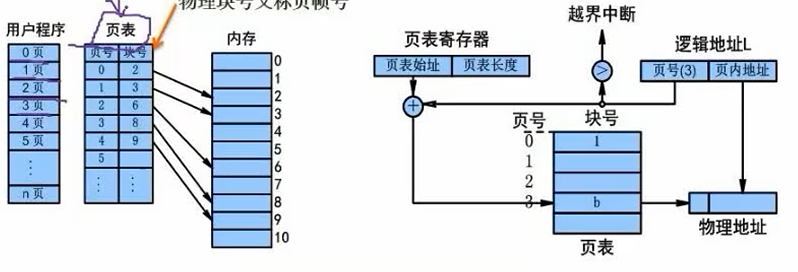 物理块号又称页帧号
用户程序
0页
1页
2页
3页
4页
5页
⋮
n页
页表
页号 块号
0 2
1 3
2 6
3 8
4 9
5
⋮ ⋮
内存
0
1
2
3
4
5
6
7
8
9
10
越界中断
页表寄存器
页表始址 页表长度
>
逻辑地址L
页号(3) 页内地址
+
页号 块号
0 1
1
2
3 b
页表
物理地址